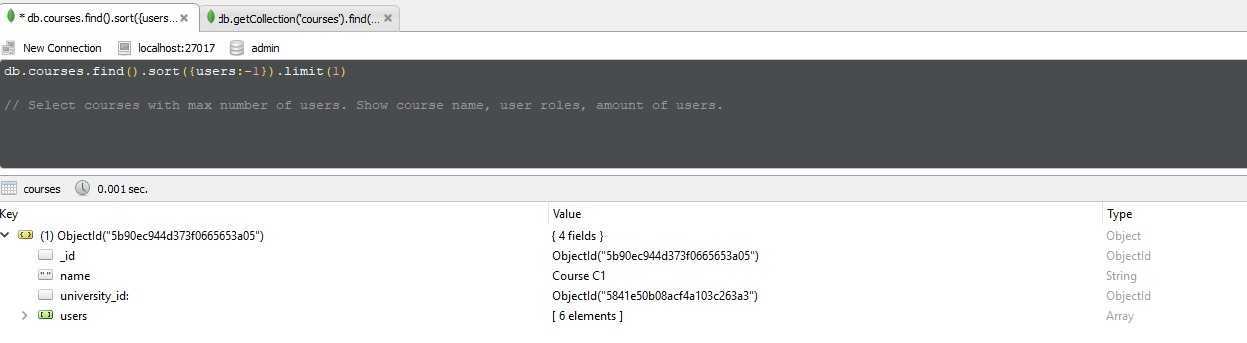 * db.courses.find().sort({users... ×
db.getCollection('courses').find(... ×
New Connection localhost:27017 admin
db.courses.find().sort({users:-1}).limit(1)
// Select courses with max number of users. Show course name, user roles, amount of users.
courses 0.001 sec.
Key Value Type
(1) ObjectId("5b90ec944d373f0665653a05") { 4 fields } Object
_id ObjectId("5b90ec944d373f0665653a05") ObjectId
name Course C1 String
university_id: ObjectId("5841e50b08acf4a103c263a3") ObjectId
users [ 6 elements ] Array